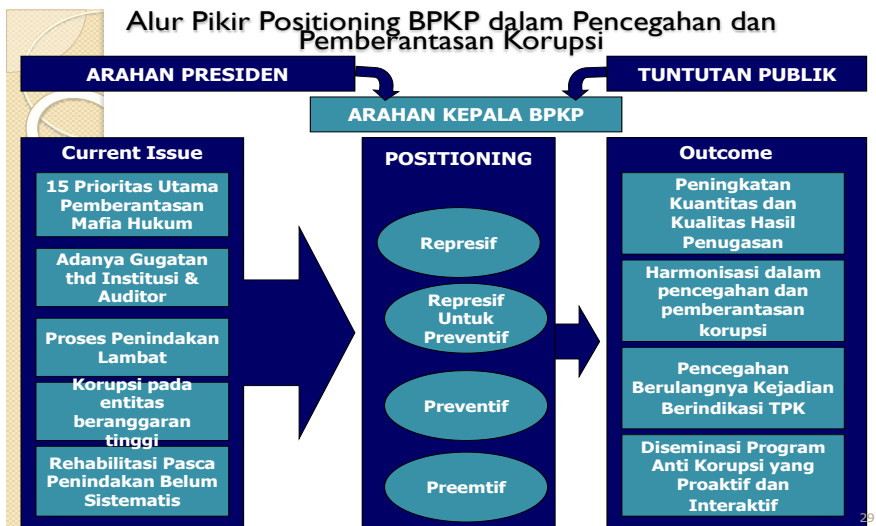 Alur Pikir Positioning BPKP dalam Pencegahan dan
Pemberantasan Korupsi
ARAHAN PRESIDEN
TUNTUTAN PUBLIK
ARAHAN KEPALA BPKP
Current Issue
15 Prioritas Utama
Pemberantasan
Mafia Hukum
Adanya Gugatan
thd Institusi &
Auditor
Proses Penindakan
Lambat
Korupsi pada
entitas
beranggaran
tinggi
Rehabilitasi Pasca
Penindakan Belum
Sistematis
POSITIONING
Represif
Represif
Untuk
Preventif
Preventif
Preemtif
Outcome
Peningkatan
Kuantitas dan
Kualitas Hasil
Penugasan
Harmonisasi dalam
pencegahan dan
pemberantasan
korupsi
Pencegahan
Berulangnya Kejadian
Berindikasi TPK
Diseminasi Program
Anti Korupsi yang
Proaktif dan
Interaktif
29